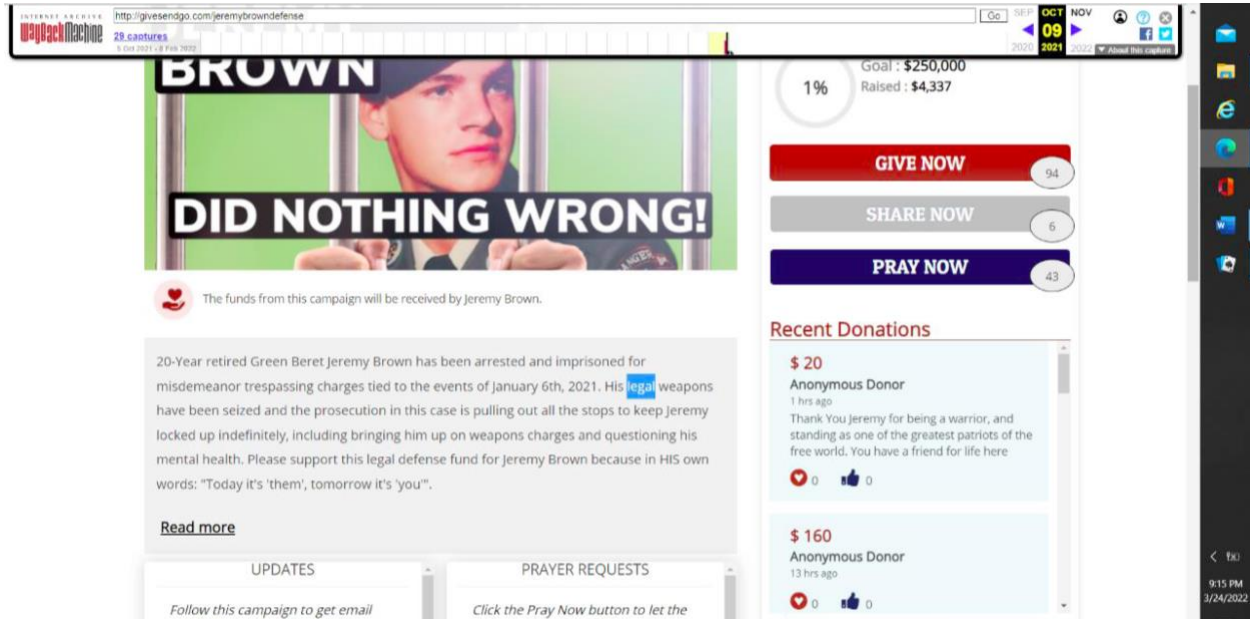 INTERNET ARCHIVE
WayBackMachine
http://givesendgo.com/jeremybrowndefense
Go
SEP OCT NOV
09
2020 2021 2022
29 captures
5 Oct 2021 - 8 Feb 2022
About this capture
BROWN
DID NOTHING WRONG!
The funds from this campaign will be received by Jeremy Brown.
20-Year retired Green Beret Jeremy Brown has been arrested and imprisoned for
misdemeanor trespassing charges tied to the events of January 6th, 2021. His legal weapons
have been seized and the prosecution in this case is pulling out all the stops to keep Jeremy
locked up indefinitely, including bringing him up on weapons charges and questioning his
mental health. Please support this legal defense fund for Jeremy Brown because in HIS own
words: "Today it's 'them', tomorrow it's 'you'".
Read more
UPDATES
Follow this campaign to get email
PRAYER REQUESTS
Click the Pray Now button to let the
1%
Goal : $250,000
Raised : $4,337
GIVE NOW
94
SHARE NOW
6
PRAY NOW
43
Recent Donations
$ 20
Anonymous Donor
1 hrs ago
Thank You Jeremy for being a warrior, and
standing as one of the greatest patriots of the
free world. You have a friend for life here
0 0
$ 160
Anonymous Donor
13 hrs ago
0 0
9:15 PM
3/24/2022